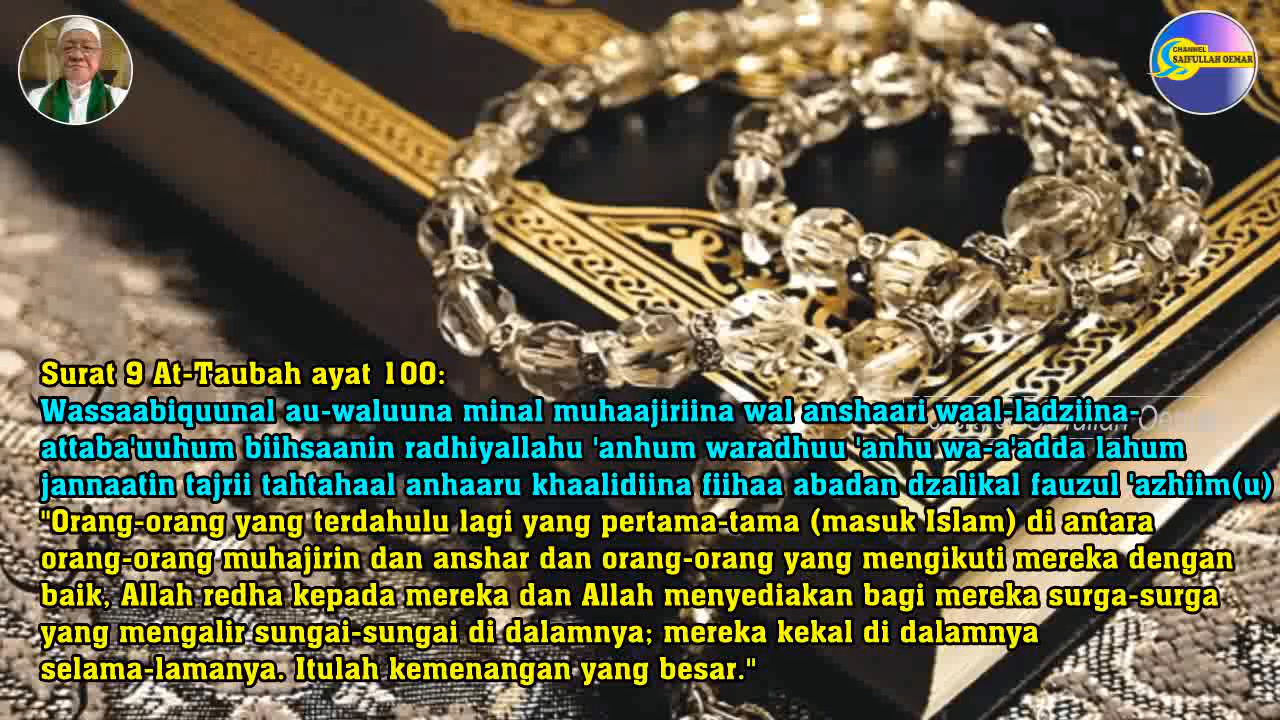 CHANNEL
SAIFULLAH OEMAR
Surat 9 At-Taubah ayat 100:
Wassaabiquunal au-waluuna minal muhaajiriina wal anshaari waal-ladziina-
attaba'uuhum biihsaanin radhiyallahu 'anhum waradhuu 'anhu wa-a'adda lahum
jannaatin tajrii tahtahaal anhaaru khaalidiina fiihaa abadan dzalikal fauzul 'azhiim(u)
"Orang-orang yang terdahulu lagi yang pertama-tama (masuk Islam) di antara
orang-orang muhajirin dan anshar dan orang-orang yang mengikuti mereka dengan
baik, Allah redha kepada mereka dan Allah menyediakan bagi mereka surga-surga
yang mengalir sungai-sungai di dalamnya; mereka kekal di dalamnya
selama-lamanya. Itulah kemenangan yang besar."